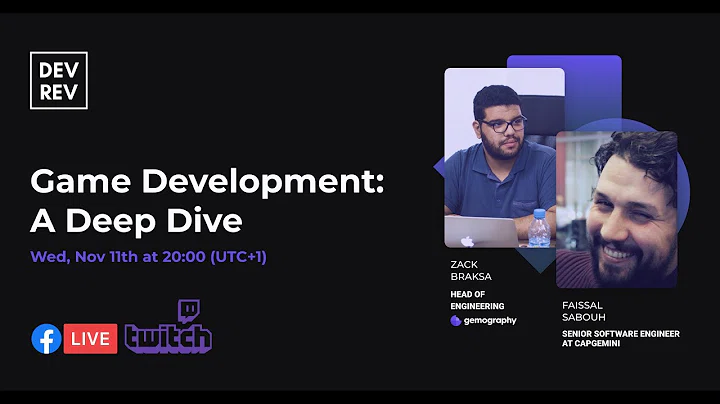 DEV
REV
Game Development:
A Deep Dive
Wed, Nov 11th at 20:00 (UTC+1)
LIVE
twitch
ZACK
BRAKSA
HEAD OF
ENGINEERING
gemography
FAISSAL
SABOUH
SENIOR SOFTWARE ENGINEER
AT CAPGEMINI